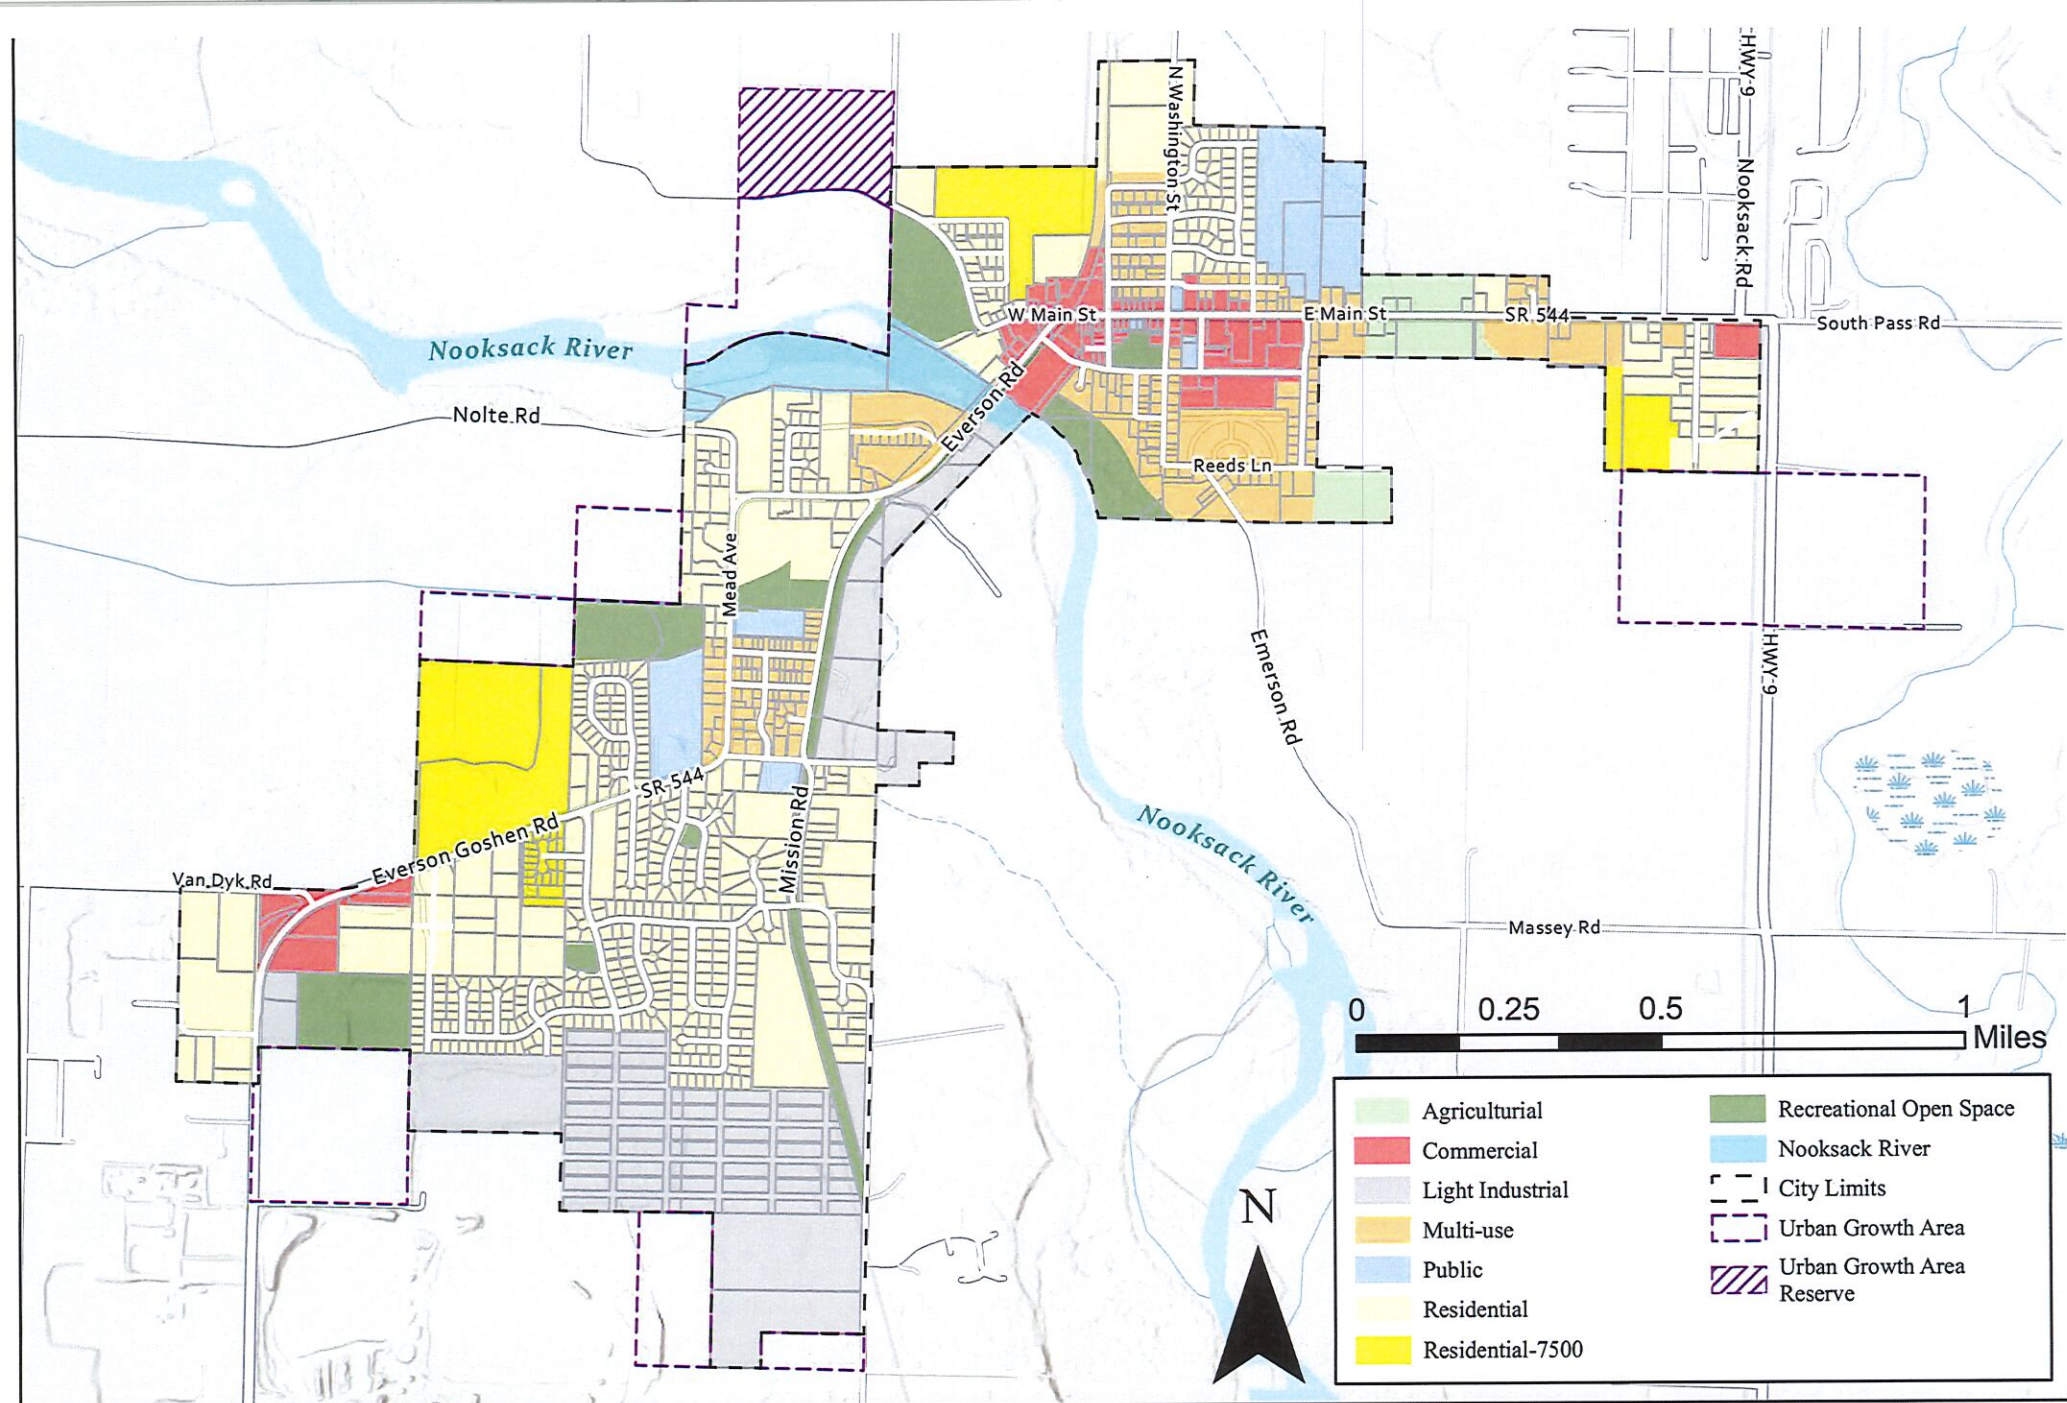 HWY-9
N Washington St
Nooksack Rd
W Main St
E Main St
SR 544
South Pass Rd
Nooksack River
Nolte Rd
Everson Rd
Reeds Ln
Mead Ave
Emerson Rd
HWY-9
SR 544
Nooksack River
Everson Goshen Rd
Mission Rd
Van Dyk Rd
Massey Rd
0 0.25 0.5 1
Miles
N
Agriculturial
Commercial
Light Industrial
Multi-use
Public
Residential
Residential-7500
Recreational Open Space
Nooksack River
City Limits
Urban Growth Area
Urban Growth Area
Reserve